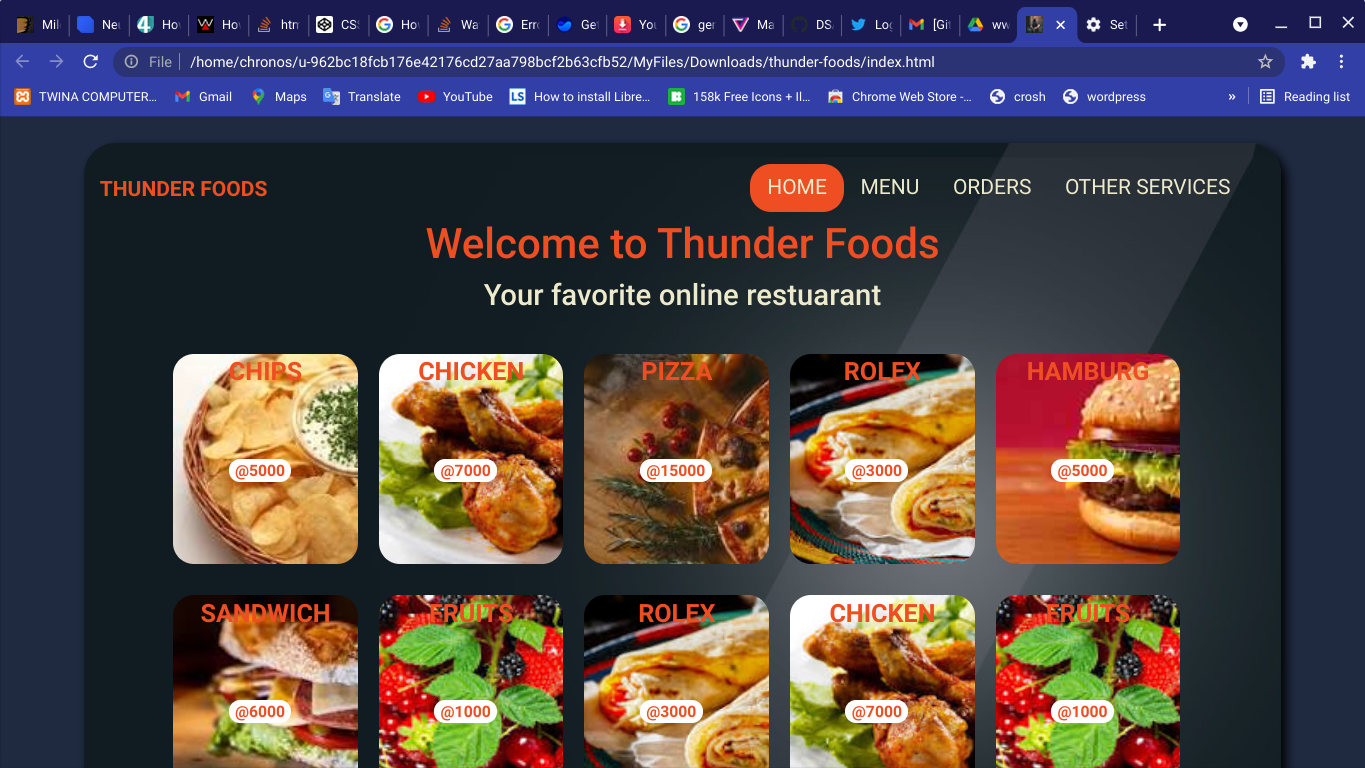 Mil
Ne
Ho
Ho
htm
CS
Ho
Wa
Erro
Ge
You
ger
Ma
DS
Log
[Git
ww
Set
File
/home/chronos/u-962bc18fcb176e42176cd27aa798bcf2b63cfb52/MyFiles/Downloads/thunder-foods/index.html
TWINA COMPUTER...
Gmail
Maps
Translate
YouTube
How to install Libre...
158k Free Icons + Il...
Chrome Web Store -...
crosh
wordpress
»
Reading list
THUNDER FOODS
HOME MENU ORDERS OTHER SERVICES
Welcome to Thunder Foods
Your favorite online restuarant
CHIPS
CHICKEN
PIZZA
ROLEX
HAMBURG
@5000
@7000
@15000
@3000
@5000
SANDWICH
FRUITS
ROLEX
CHICKEN
FRUITS
@6000
@1000
@3000
@7000
@1000